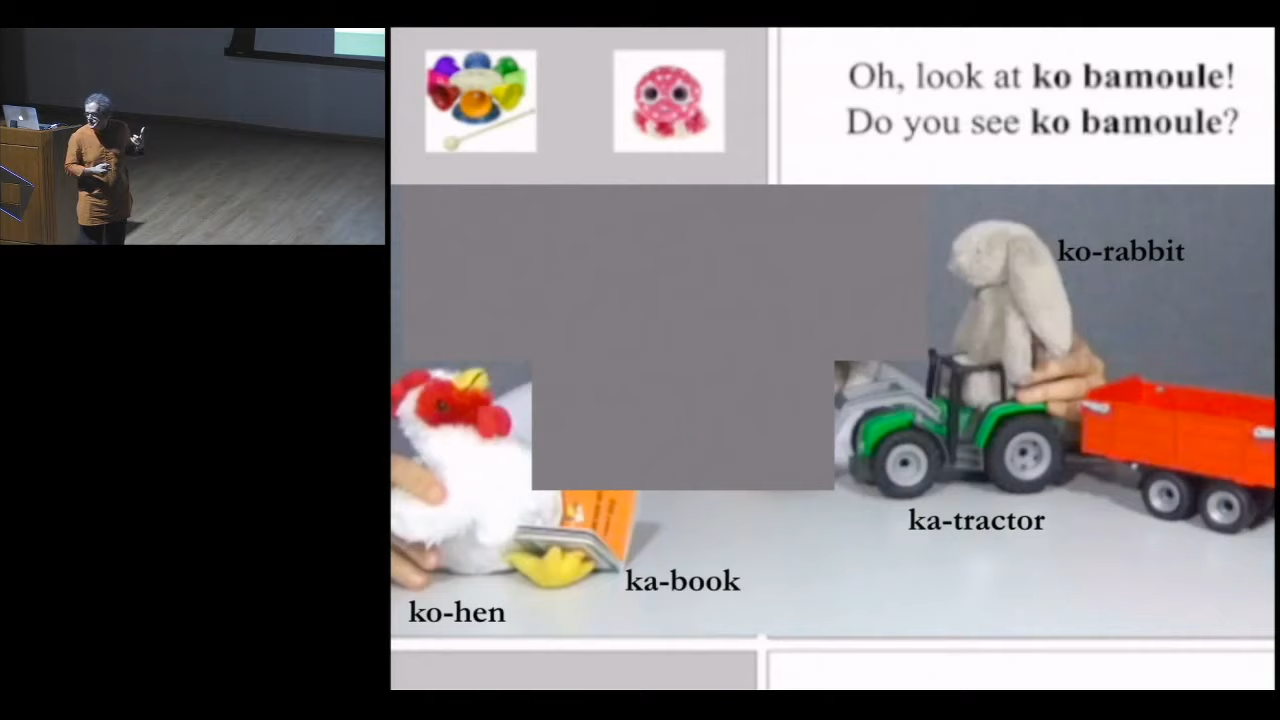 Oh, look at ko bamoule!
Do you see ko bamoule?
ko-rabbit
ka-tractor
ka-book
ko-hen